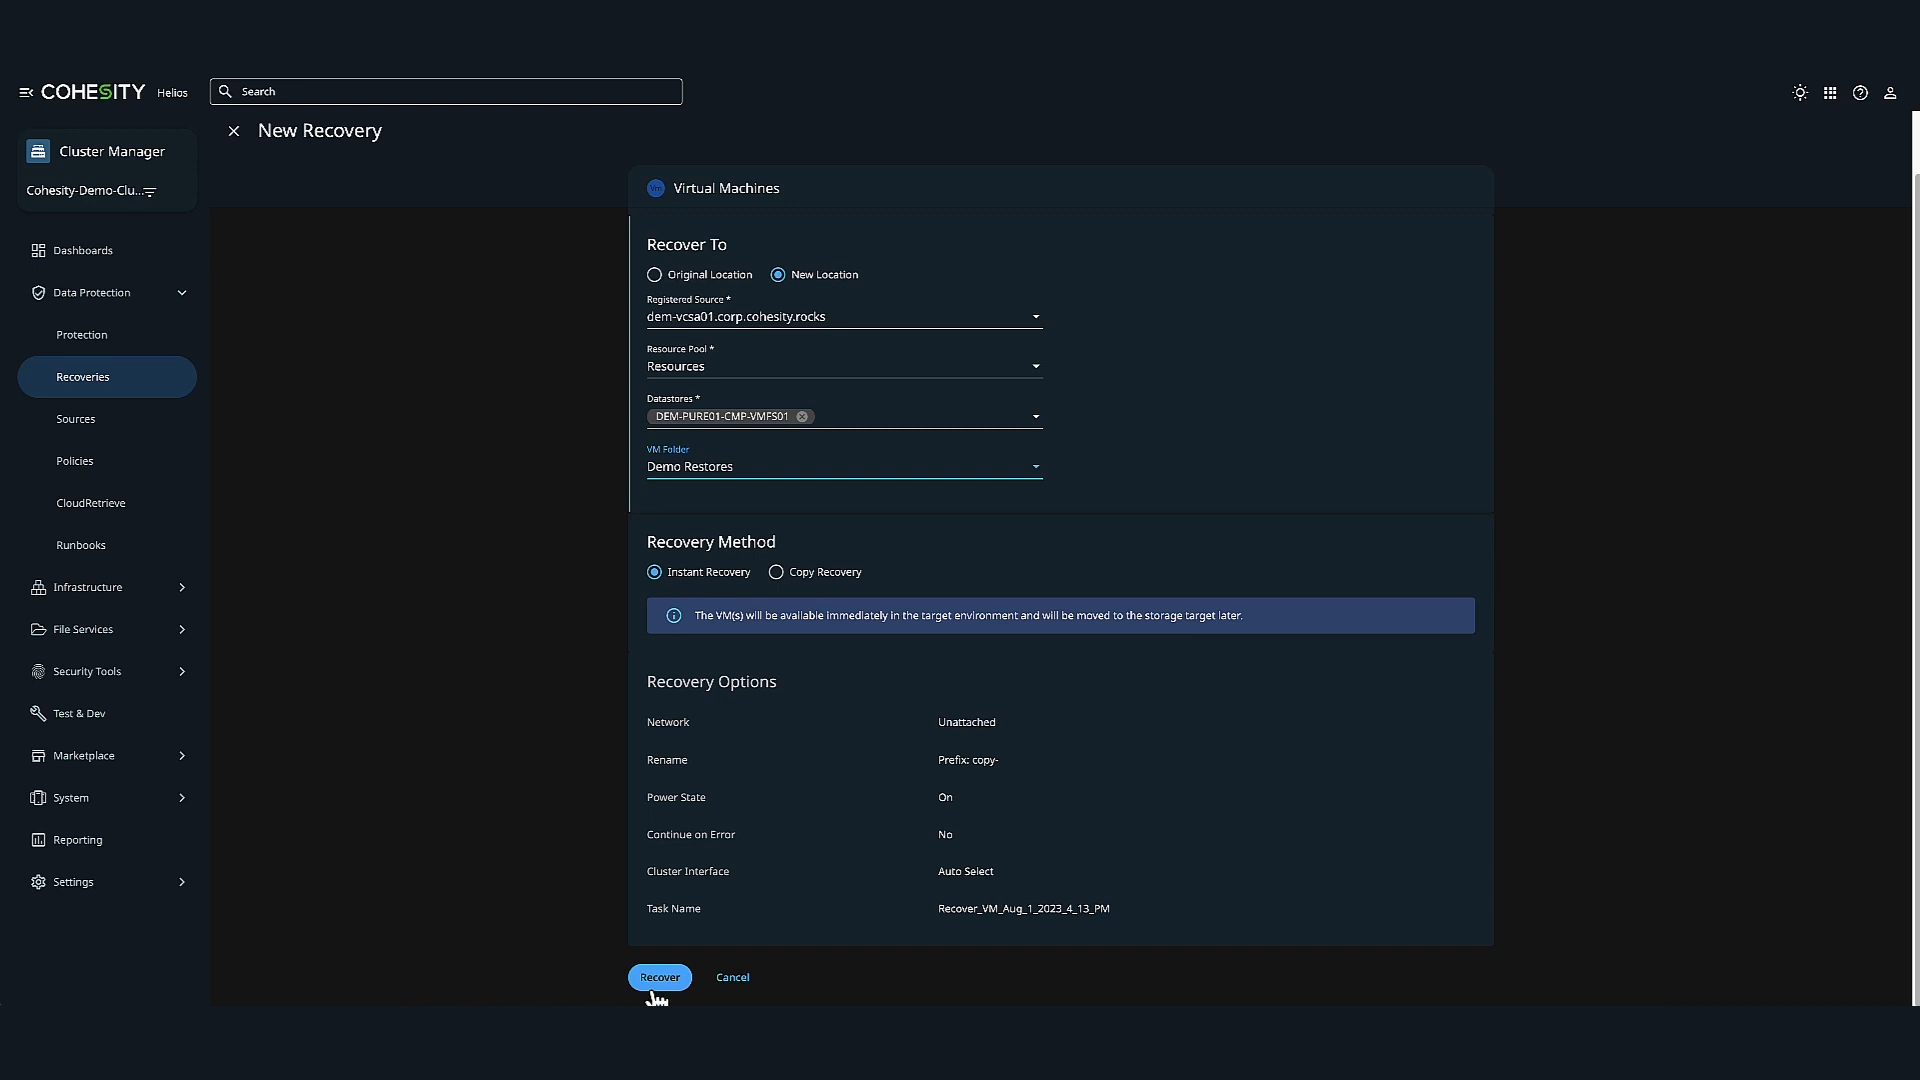 COHESITY Helios
Search
New Recovery
Cluster Manager
Cohesity-Demo-Clu...
Dashboards
Data Protection
Protection
Recoveries
Sources
Policies
CloudRetrieve
Runbooks
Infrastructure
File Services
Security Tools
Test & Dev
Marketplace
System
Reporting
Settings
Vm Virtual Machines
Recover To
Original Location New Location
Registered Source *
dem-vcsa01.corp.cohesity.rocks
Resource Pool *
Resources
Datastores *
DEM-PURE01-CMP-VMFS01
VM Folder
Demo Restores
Recovery Method
Instant Recovery Copy Recovery
The VM(s) will be available immediately in the target environment and will be moved to the storage target later.
Recovery Options
Network Unattached
Rename Prefix: copy-
Power State On
Continue on Error No
Cluster Interface Auto Select
Task Name Recover_VM_Aug_1_2023_4_13_PM
Recover Cancel